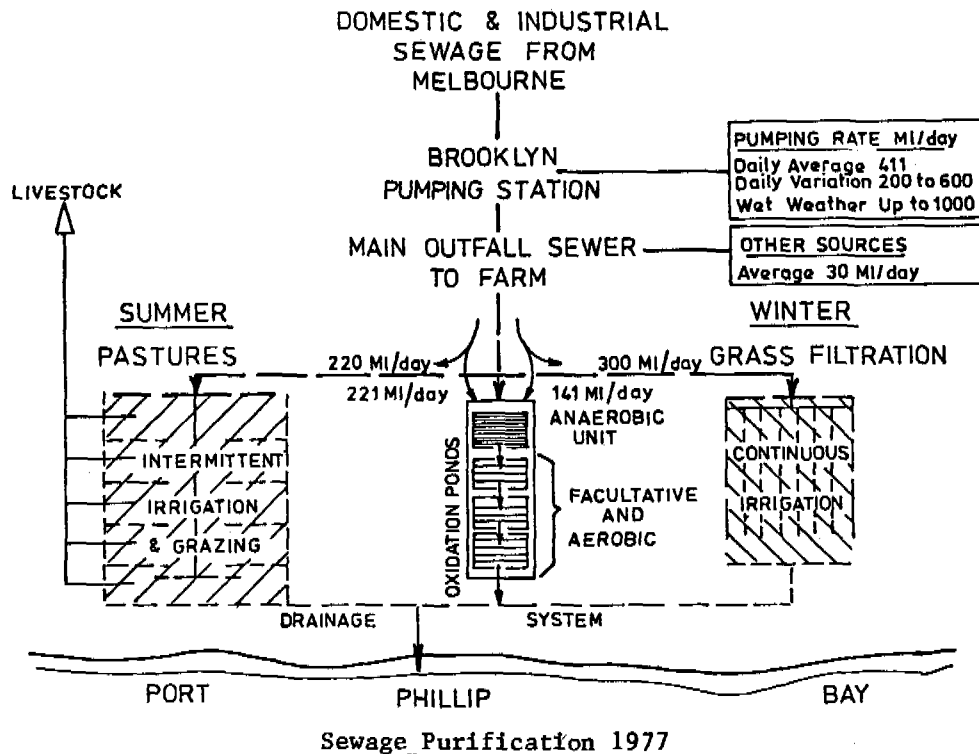 DOMESTIC & INDUSTRIAL
SEWAGE FROM
MELBOURNE
BROOKLYN
PUMPING STATION
PUMPING RATE Ml/day
Daily Average 411
Daily Variation 200 to 600
Wet Weather Up to 1000
LIVESTOCK
MAIN OUTFALL SEWER
TO FARM
OTHER SOURCES
Average 30 Ml/day
SUMMER
PASTURES
WINTER
GRASS FILTRATION
220 Ml/day
300 Ml/day
221 Ml/day
141 Ml/day
ANAEROBIC
UNIT
INTERMITTENT
IRRIGATION
& GRAZING
OXIDATION PONDS
FACULTATIVE
AND
AEROBIC
CONTINUOUS
IRRIGATION
DRAINAGE SYSTEM
PORT PHILLIP BAY
Sewage Purification 1977